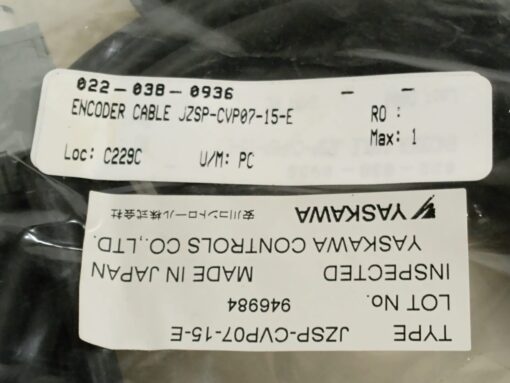 022-038-0936 - -
ENCODER CABLE JZSP-CVP07-15-E RO :
Max: 1
Loc: C229C U/M: PC
TYPE JZSP-CVP07-15-E
LOT No. 946984
INSPECTED MADE IN JAPAN
YASKAWA CONTROLS CO.,LTD.
YASKAWA 安川コントロール株式会社